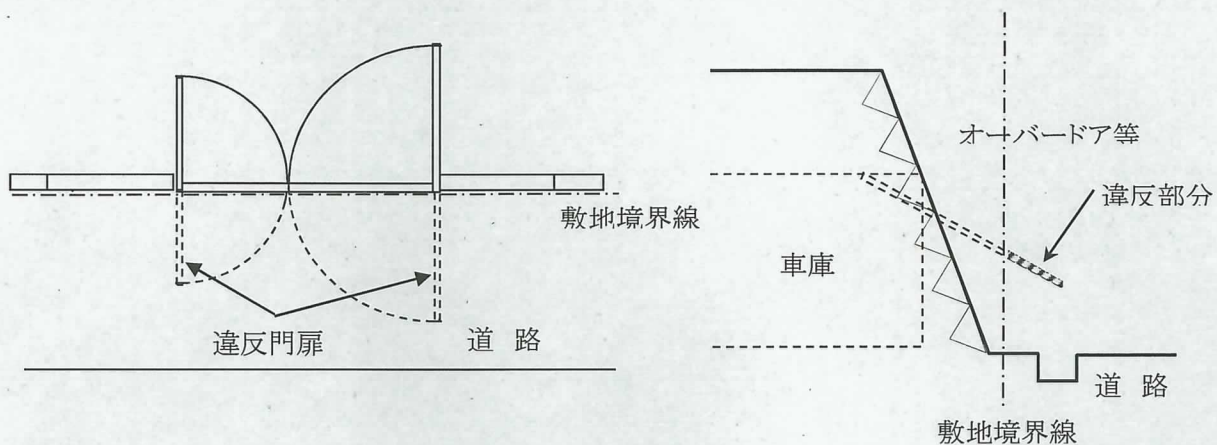 敷地境界線
違反門扉
道 路
オーバードア等
違反部分
車庫
道 路
敷地境界線